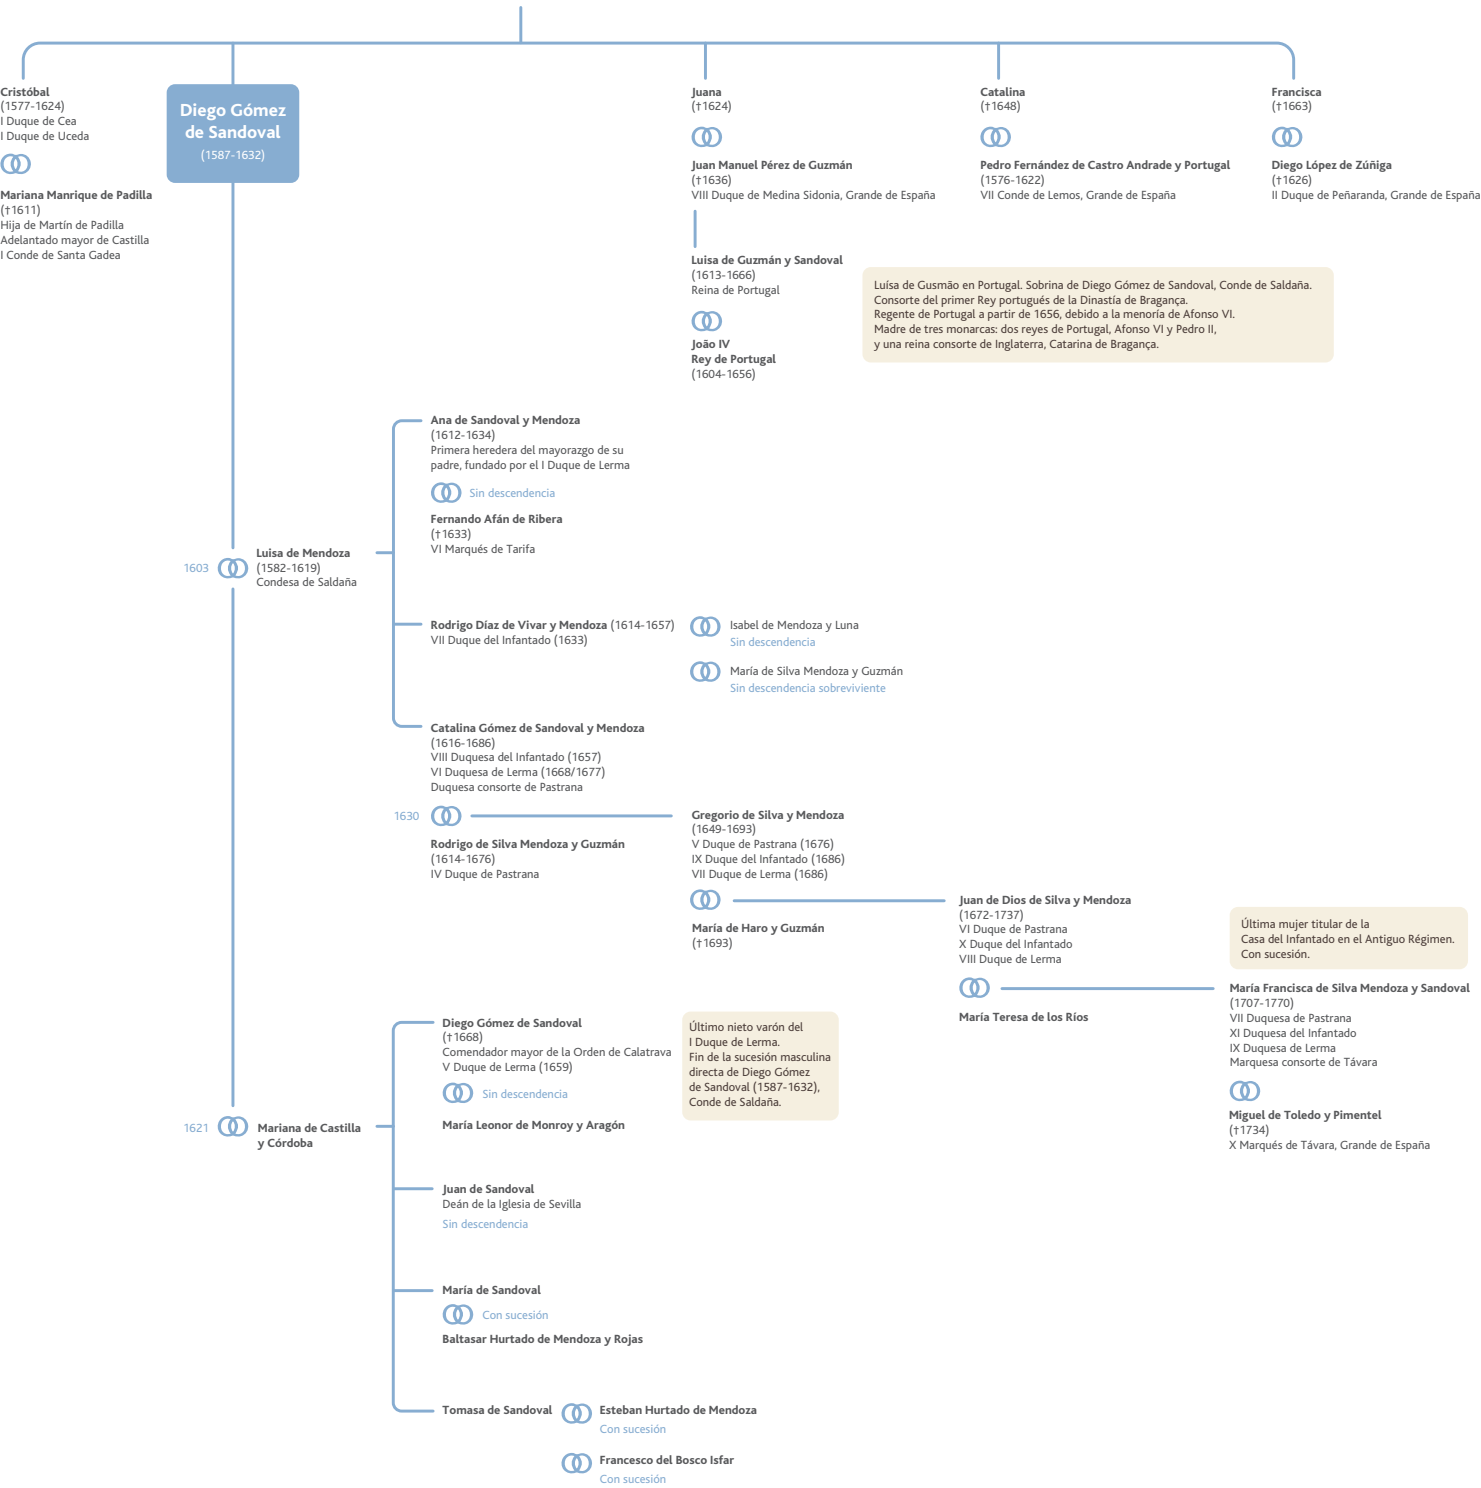 Cristóbal
(1577-1624)
I Duque de Cea
I Duque de Uceda
Mariana Manrique de Padilla
(†1611)
Hija de Martín de Padilla
Adelantado mayor de Castilla
I Conde de Santa Gadea
Diego Gómez
de Sandoval
(1587-1632)
Juana
(†1624)
Juan Manuel Pérez de Guzmán
(†1636)
VIII Duque de Medina Sidonia, Grande de España
Luisa de Guzmán y Sandoval
(1613-1666)
Reina de Portugal
João IV
Rey de Portugal
(1604-1656)
Catalina
(†1648)
Pedro Fernández de Castro Andrade y Portugal
(1576-1622)
VII Conde de Lemos, Grande de España
Francisca
(†1663)
Diego López de Zúñiga
(†1626)
II Duque de Peñaranda, Grande de España
Luísa de Gusmão en Portugal. Sobrina de Diego Gómez de Sandoval, Conde de Saldaña.
Consorte del primer Rey portugués de la Dinastía de Bragança.
Regente de Portugal a partir de 1656, debido a la menoría de Afonso VI.
Madre de tres monarcas: dos reyes de Portugal, Afonso VI y Pedro II,
y una reina consorte de Inglaterra, Catarina de Bragança.
1603
Luisa de Mendoza
(1582-1619)
Condesa de Saldaña
Ana de Sandoval y Mendoza
(1612-1634)
Primera heredera del mayorazgo de su
padre, fundado por el I Duque de Lerma
Sin descendencia
Fernando Afán de Ribera
(†1633)
VI Marqués de Tarifa
Rodrigo Díaz de Vivar y Mendoza (1614-1657)
VII Duque del Infantado (1633)
Isabel de Mendoza y Luna
Sin descendencia
María de Silva Mendoza y Guzmán
Sin descendencia sobreviviente
Catalina Gómez de Sandoval y Mendoza
(1616-1686)
VIII Duquesa del Infantado (1657)
VI Duquesa de Lerma (1668/1677)
Duquesa consorte de Pastrana
1630
Rodrigo de Silva Mendoza y Guzmán
(1614-1676)
IV Duque de Pastrana
Gregorio de Silva y Mendoza
(1649-1693)
V Duque de Pastrana (1676)
IX Duque del Infantado (1686)
VII Duque de Lerma (1686)
María de Haro y Guzmán
(†1693)
Juan de Dios de Silva y Mendoza
(1672-1737)
VI Duque de Pastrana
X Duque del Infantado
VIII Duque de Lerma
María Teresa de los Ríos
Última mujer titular de la
Casa del Infantado en el Antiguo Régimen.
Con sucesión.
María Francisca de Silva Mendoza y Sandoval
(1707-1770)
VII Duquesa de Pastrana
XI Duquesa del Infantado
IX Duquesa de Lerma
Marquesa consorte de Távara
Miguel de Toledo y Pimentel
(†1734)
X Marqués de Távara, Grande de España
1621
Mariana de Castilla
y Córdoba
Diego Gómez de Sandoval
(†1668)
Comendador mayor de la Orden de Calatrava
V Duque de Lerma (1659)
Sin descendencia
María Leonor de Monroy y Aragón
Último nieto varón del
I Duque de Lerma.
Fin de la sucesión masculina
directa de Diego Gómez
de Sandoval (1587-1632),
Conde de Saldaña.
Juan de Sandoval
Deán de la Iglesia de Sevilla
Sin descendencia
María de Sandoval
Con sucesión
Baltasar Hurtado de Mendoza y Rojas
Tomasa de Sandoval
Esteban Hurtado de Mendoza
Con sucesión
Francesco del Bosco Isfar
Con sucesión